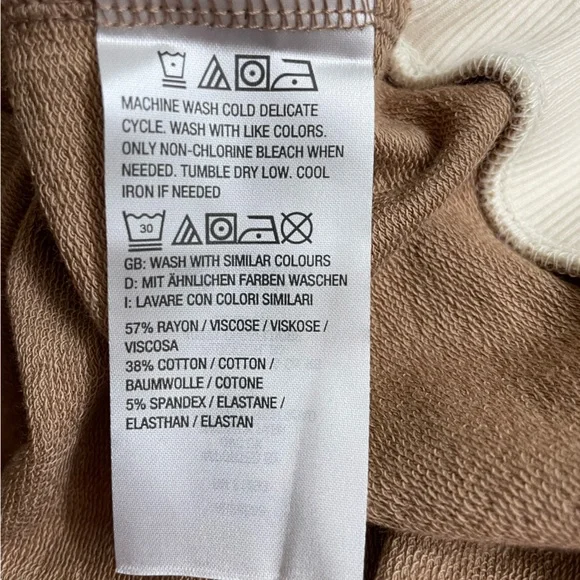 MACHINE WASH COLD DELICATE
CYCLE. WASH WITH LIKE COLORS.
ONLY NON-CHLORINE BLEACH WHEN
NEEDED. TUMBLE DRY LOW. COOL
IRON IF NEEDED
30
GB: WASH WITH SIMILAR COLOURS
D: MIT ÄHNLICHEN FARBEN WASCHEN
I: LAVARE CON COLORI SIMILARI
57% RAYON / VISCOSE / VISKOSE /
VISCOSA
38% COTTON / COTTON /
BAUMWOLLE / COTONE
5% SPANDEX / ELASTANE /
ELASTHAN / ELASTAN